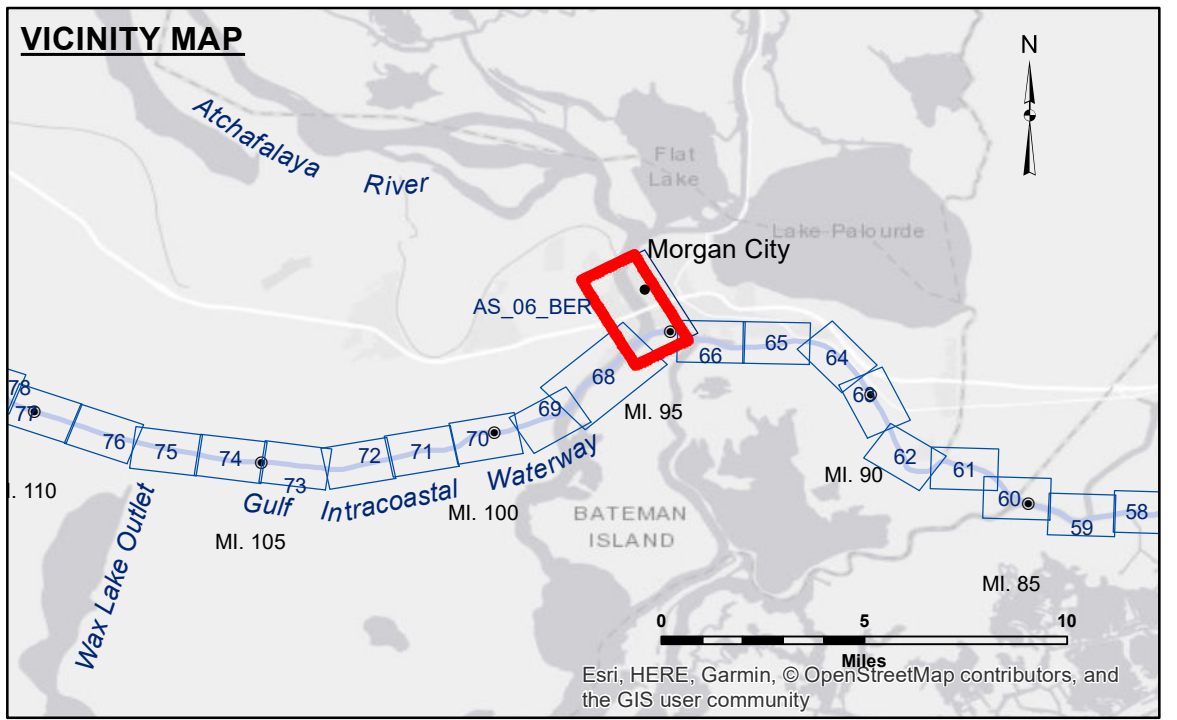 VICINITY MAP
N
Atchafalaya
River
Flat
Lake
Lake Palourde
Morgan City
AS_06_BER
66
65
64
63
62
61
60
59
58
68
69
70
71
72
73
74
75
76
77
78
MI. 95
MI. 90
MI. 85
MI. 100
MI. 105
I. 110
Gulf Intracoastal Waterway
Wax Lake Outlet
BATEMAN
ISLAND
0 5 10
Miles
Esri, HERE, Garmin, © OpenStreetMap contributors, and
the GIS user community